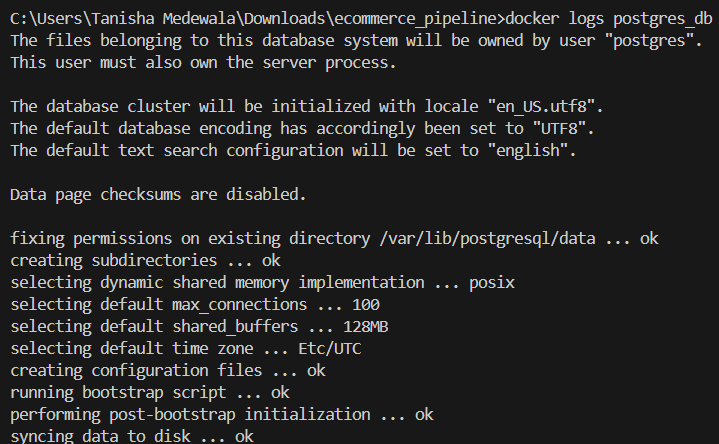 C:\Users\Tanisha Medewala\Downloads\ecommerce_pipeline>docker logs postgres_db
The files belonging to this database system will be owned by user "postgres".
This user must also own the server process.
The database cluster will be initialized with locale "en_US.utf8".
The default database encoding has accordingly been set to "UTF8".
The default text search configuration will be set to "english".
Data page checksums are disabled.
fixing permissions on existing directory /var/lib/postgresql/data ... ok
creating subdirectories ... ok
selecting dynamic shared memory implementation ... posix
selecting default max_connections ... 100
selecting default shared_buffers ... 128MB
selecting default time zone ... Etc/UTC
creating configuration files ... ok
running bootstrap script ... ok
performing post-bootstrap initialization ... ok
syncing data to disk ... ok